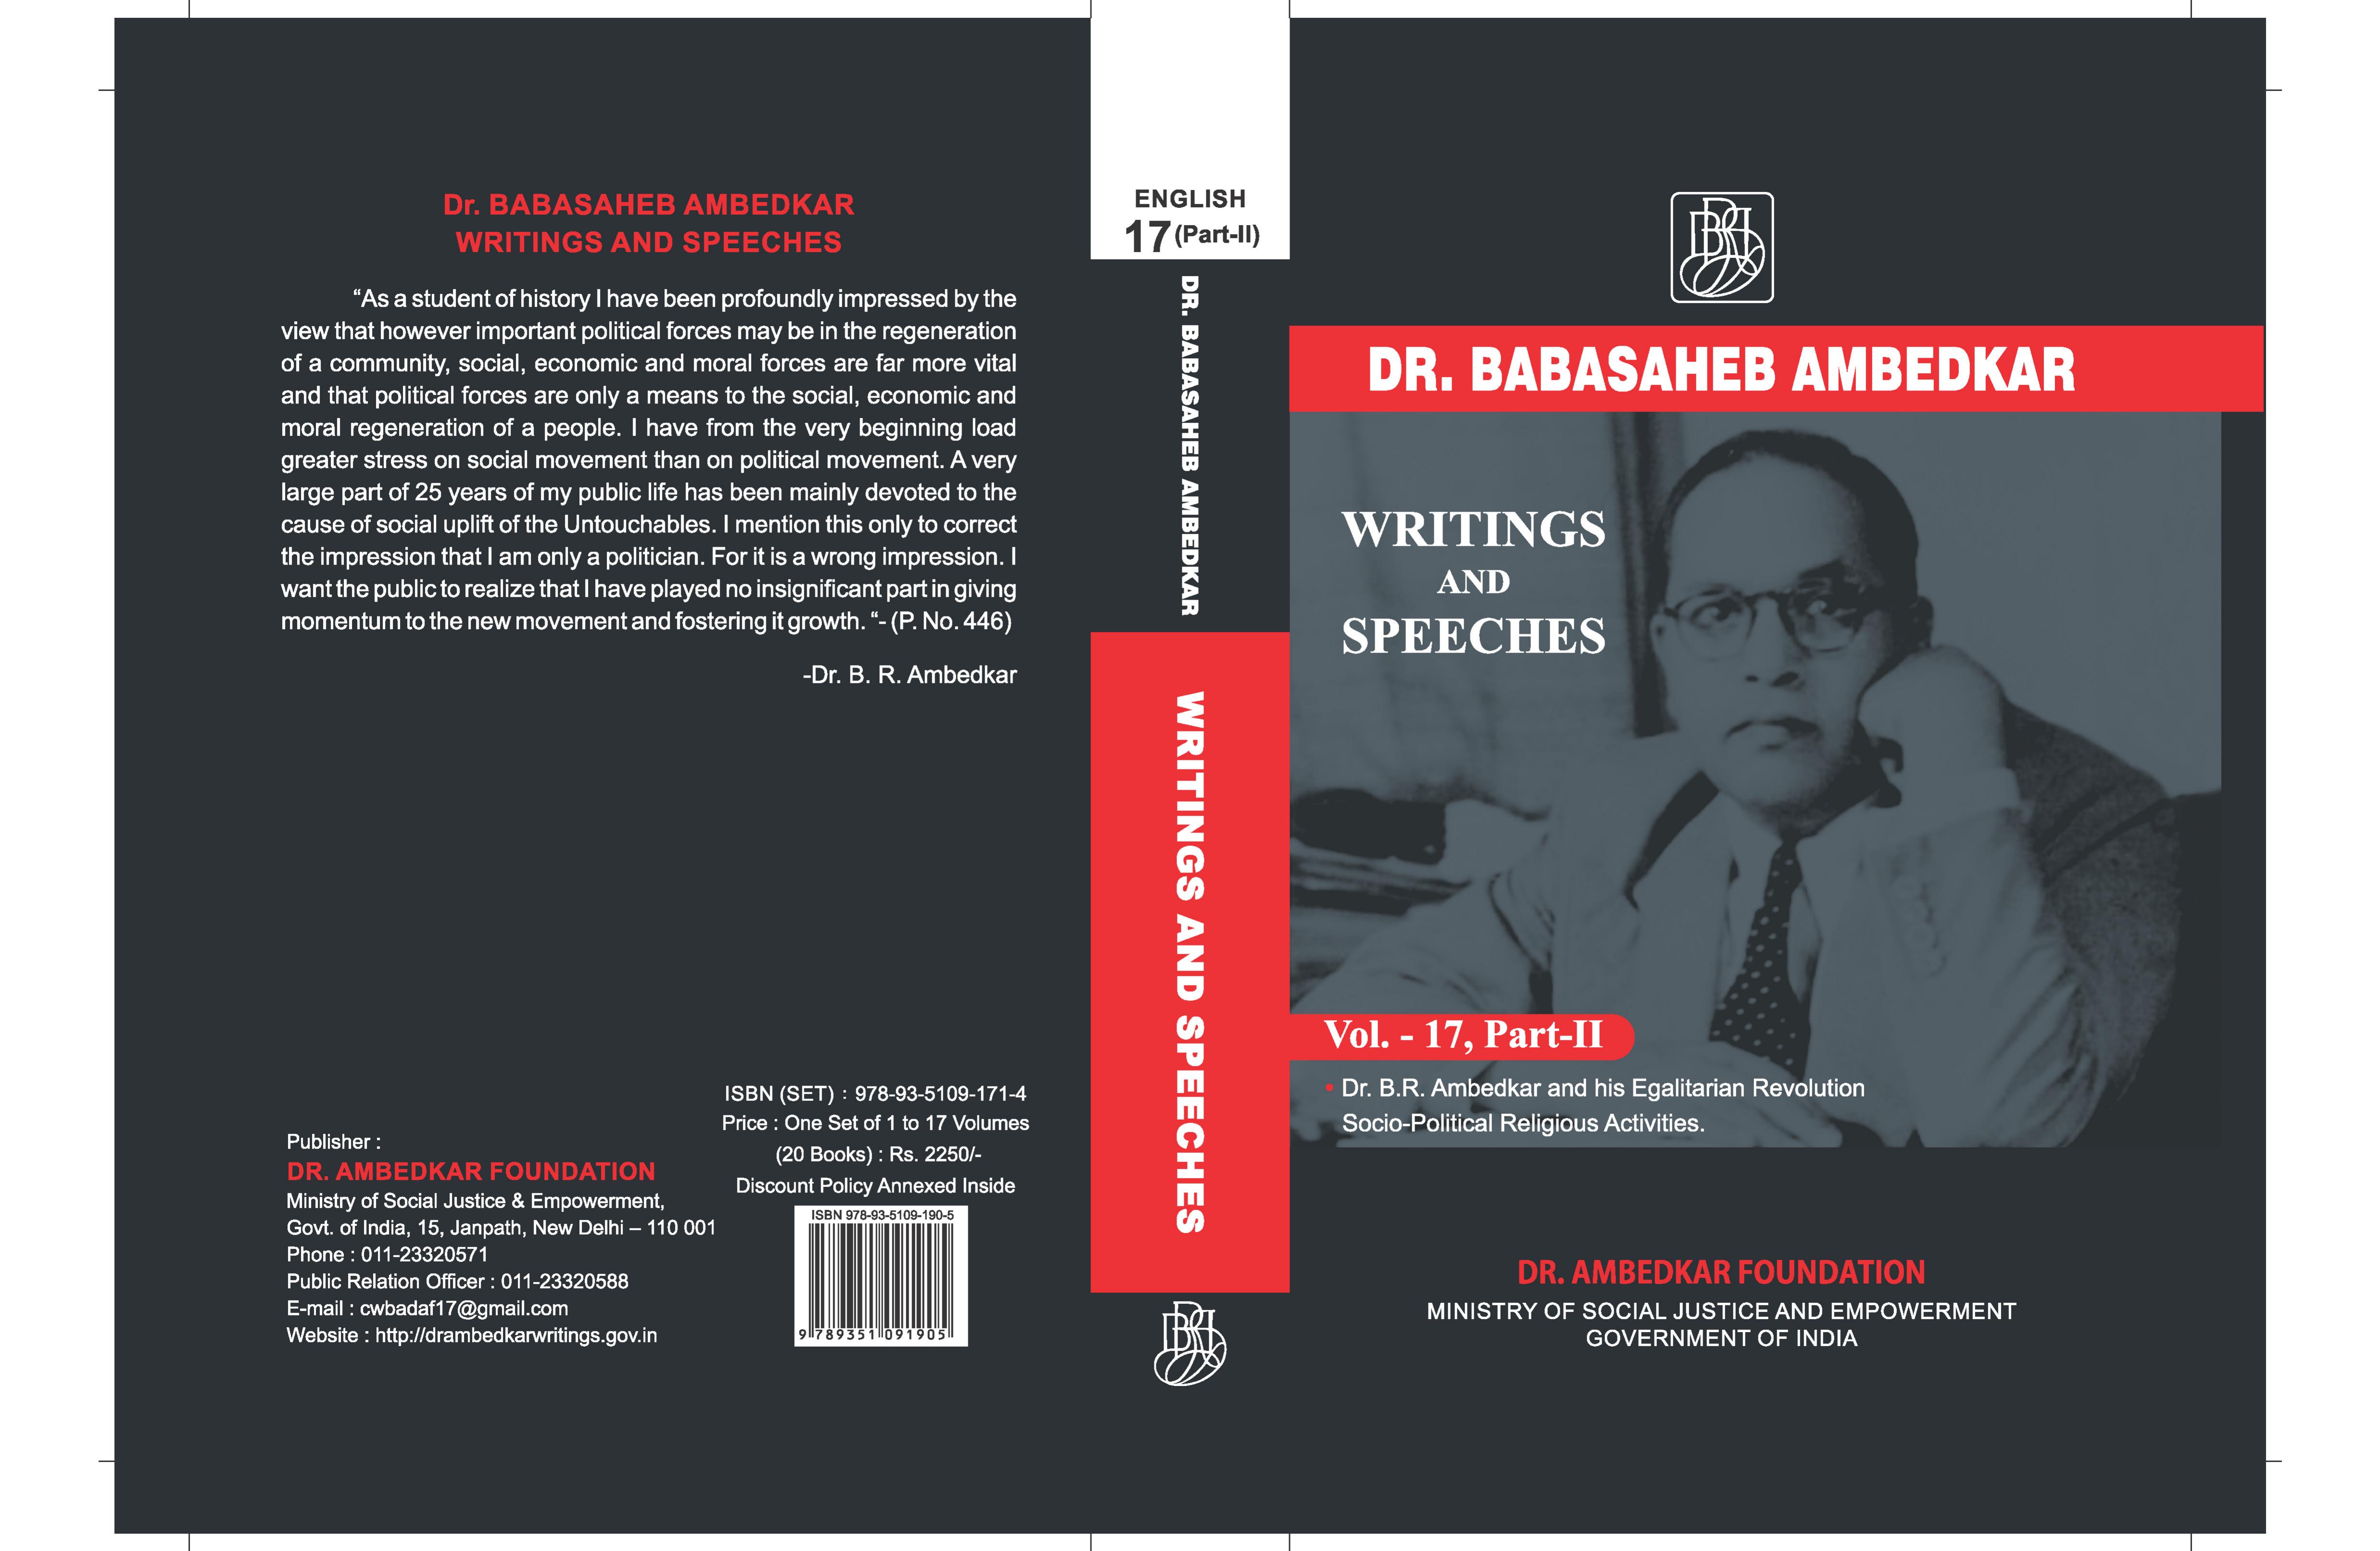 Dr. BABASAHEB AMBEDKAR
WRITINGS AND SPEECHES
“As a student of history I have been profoundly impressed by the
view that however important political forces may be in the regeneration
of a community, social, economic and moral forces are far more vital
and that political forces are only a means to the social, economic and
moral regeneration of a people. I have from the very beginning load
greater stress on social movement than on political movement. A very
large part of 25 years of my public life has been mainly devoted to the
cause of social uplift of the Untouchables. I mention this only to correct
the impression that I am only a politician. For it is a wrong impression. I
want the public to realize that I have played no insignificant part in giving
momentum to the new movement and fostering it growth. “- (P. No. 446)
-Dr. B. R. Ambedkar
Publisher :
DR. AMBEDKAR FOUNDATION
Ministry of Social Justice & Empowerment,
Govt. of India, 15, Janpath, New Delhi – 110 001
Phone : 011-23320571
Public Relation Officer : 011-23320588
E-mail : cwbadaf17@gmail.com
Website : http://drambedkarwritings.gov.in
ISBN (SET) : 978-93-5109-171-4
Price : One Set of 1 to 17 Volumes
(20 Books) : Rs. 2250/-
Discount Policy Annexed Inside
ISBN 978-93-5109-190-5
9 789351 091905
ENGLISH
17 (Part-II)
DR. BABASAHEB AMBEDKAR
WRITINGS AND SPEECHES
DR. BABASAHEB AMBEDKAR
WRITINGS
AND
SPEECHES
Vol. - 17, Part-II
• Dr. B.R. Ambedkar and his Egalitarian Revolution
Socio-Political Religious Activities.
DR. AMBEDKAR FOUNDATION
MINISTRY OF SOCIAL JUSTICE AND EMPOWERMENT
GOVERNMENT OF INDIA